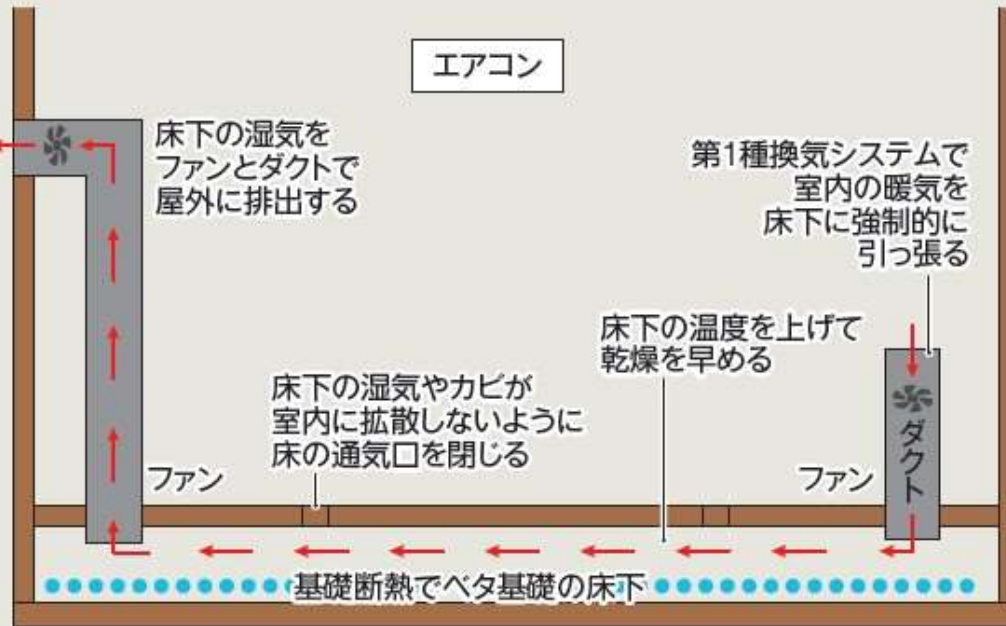 エアコン
床下の湿気を
ファンとダクトで
屋外に排出する
第1種換気システムで
室内の暖気を
床下に強制的に
引っ張る
床下の温度を上げて
乾燥を早める
床下の湿気やカビが
室内に拡散しないように
床の通気口を閉じる
ファン
ファン
ダクト
基礎断熱でベタ基礎の床下